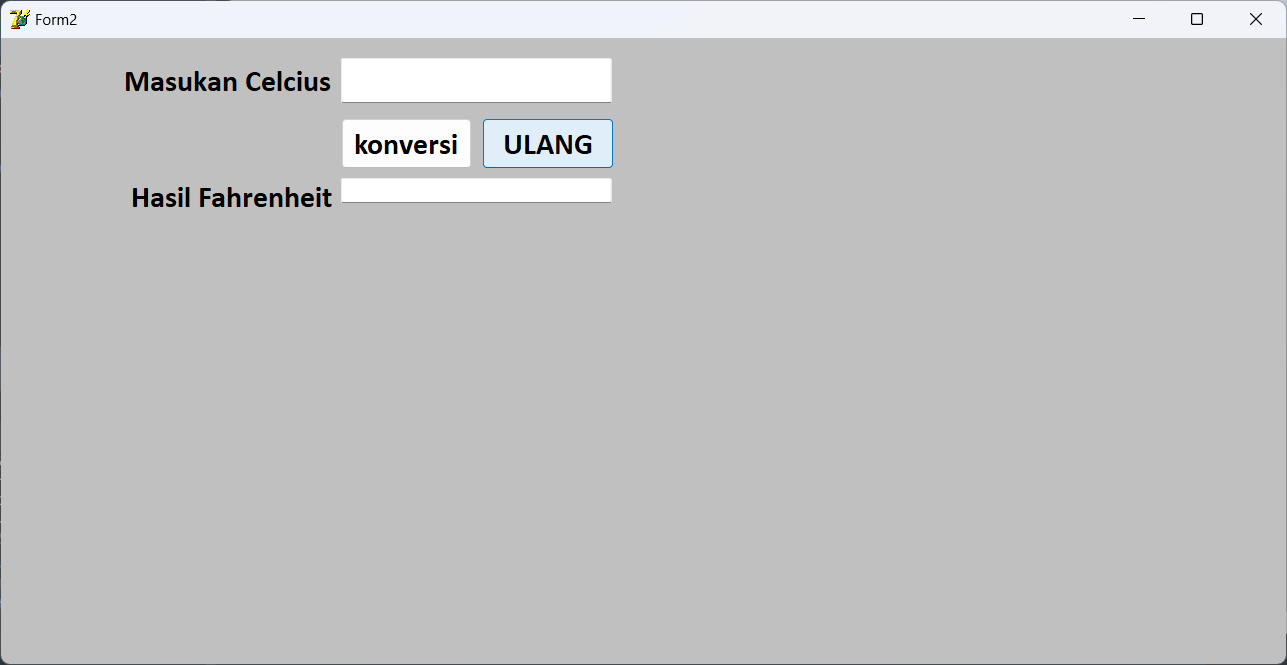 Form2
Masukan Celcius
konversi ULANG
Hasil Fahrenheit